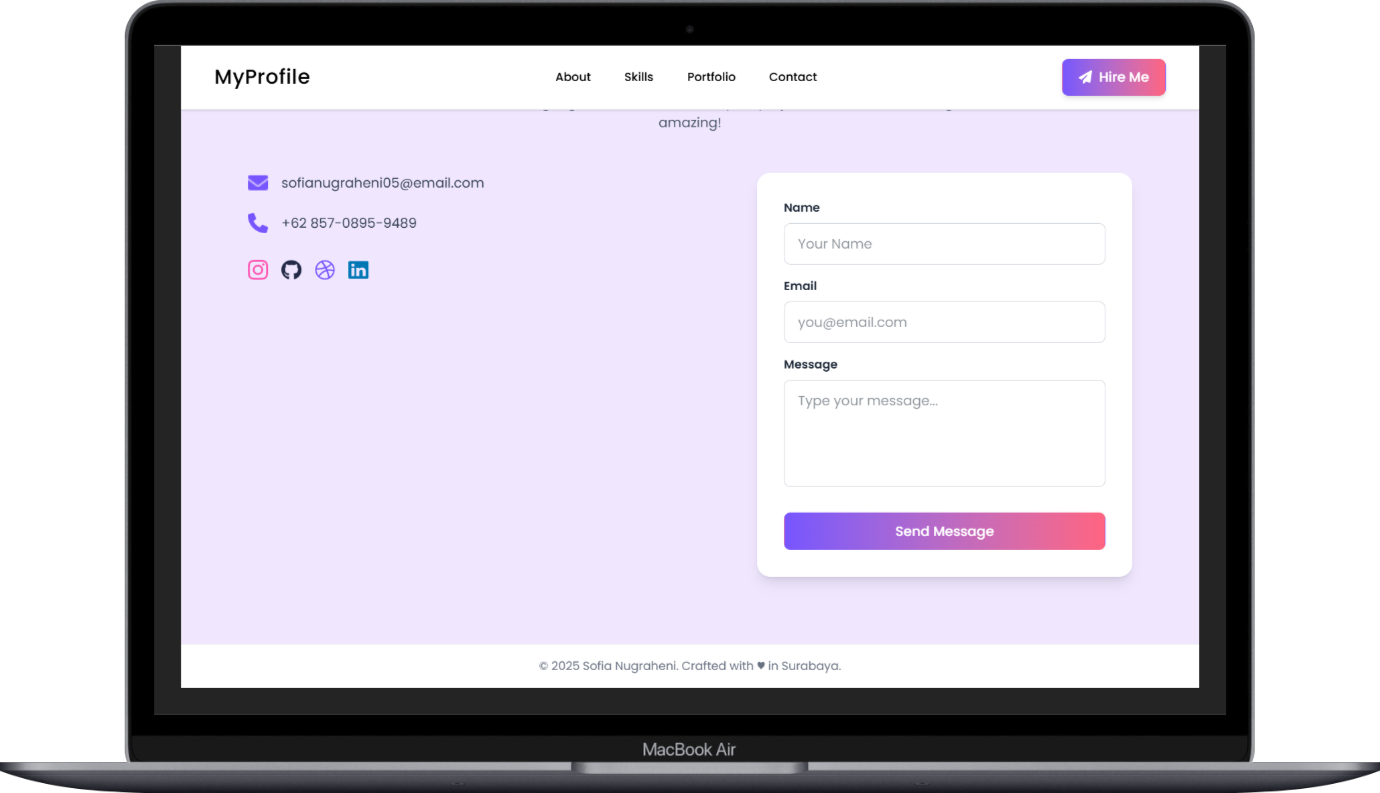 MyProfile
About
Skills
Portfolio
Contact
Hire Me
amazing!
sofianugraheni05@email.com
+62 857-0895-9489
Name
Your Name
Email
you@email.com
Message
Type your message...
Send Message
© 2025 Sofia Nugraheni. Crafted with ♥ in Surabaya.
MacBook Air